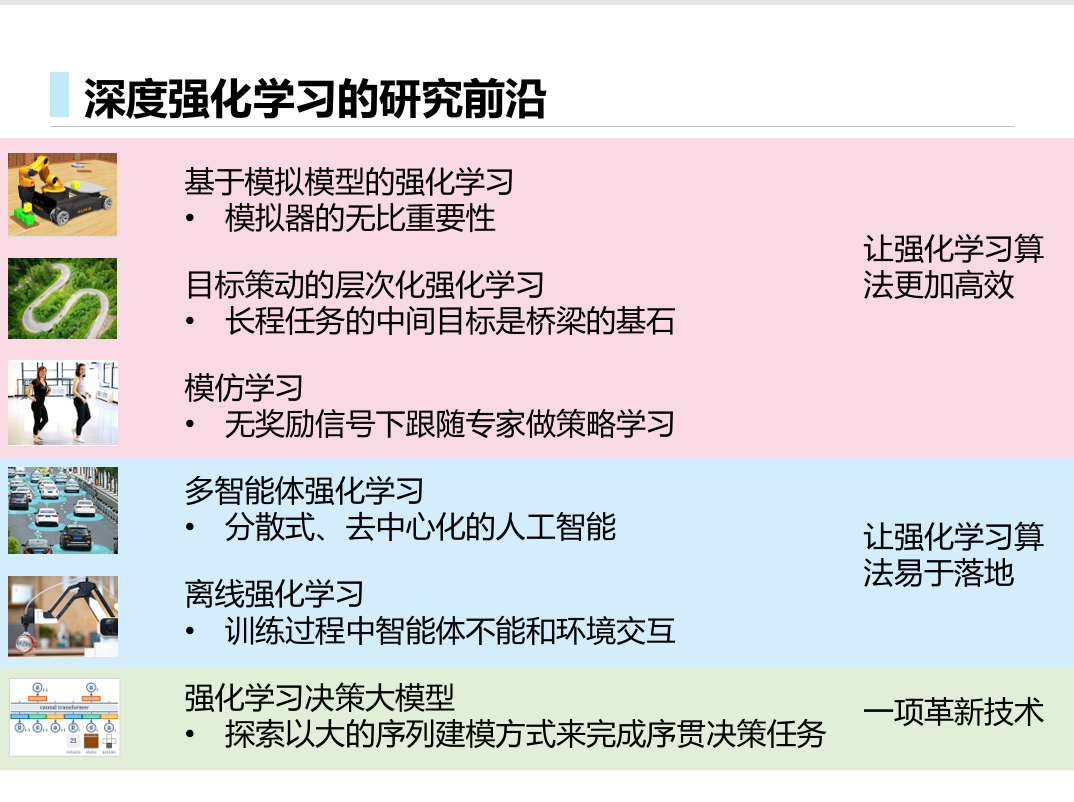 深度强化学习的研究前沿
基于模拟模型的强化学习
• 模拟器的无比重要性
目标策动的层次化强化学习
• 长程任务的中间目标是桥梁的基石
模仿学习
• 无奖励信号下跟随专家做策略学习
让强化学习算
法更加高效
多智能体强化学习
• 分散式、去中心化的人工智能
离线强化学习
• 训练过程中智能体不能和环境交互
让强化学习算
法易于落地
causal transformer
21
return state action
强化学习决策大模型
• 探索以大的序列建模方式来完成序贯决策任务
一项革新技术